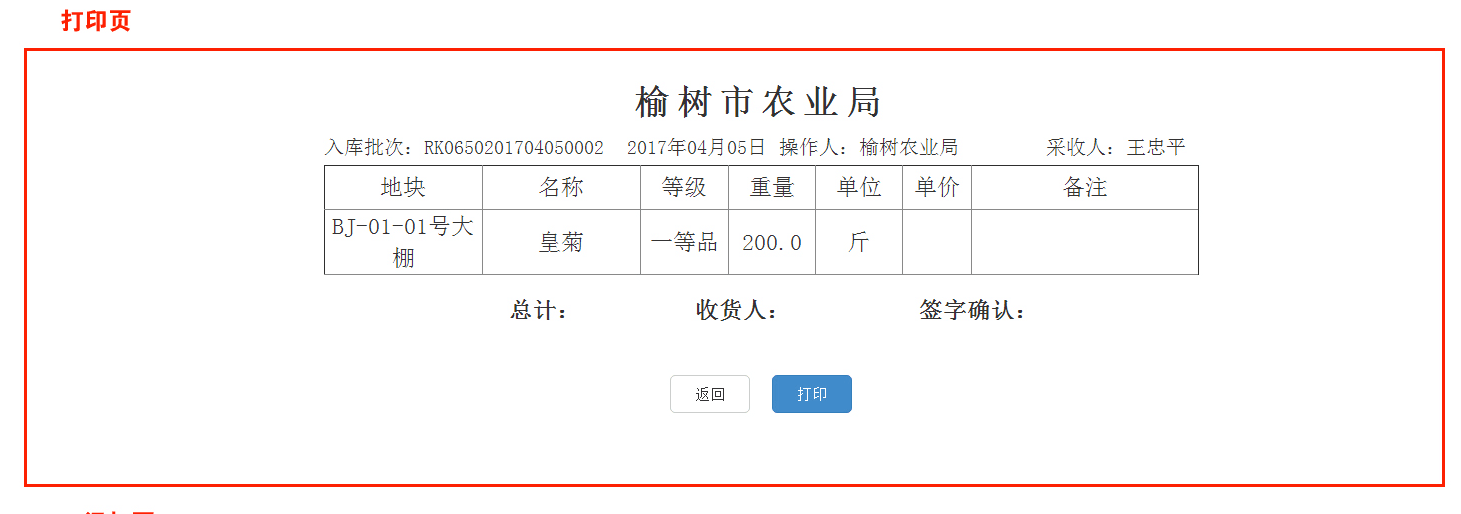 打印页
榆树市农业局
入库批次：RK0650201704050002 2017年04月05日 操作人：榆树农业局 采收人：王忠平
地块 名称 等级 重量 单位 单价 备注
BJ-01-01号大棚 皇菊 一等品 200.0 斤
总计： 收货人： 签字确认：
返回 打印